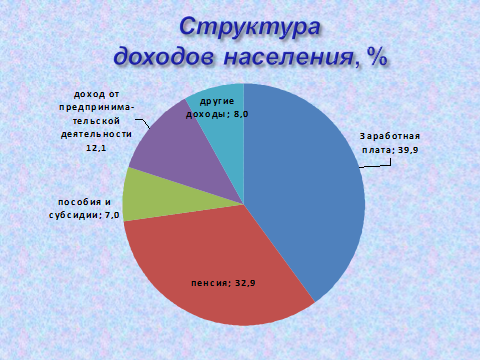 Структура
доходов населения, %
доход от
предпринима-
тельской
деятельности
12,1
другие
доходы; 8,0
Заработная
плата; 39,9
пособия и
субсидии; 7,0
пенсия; 32,9